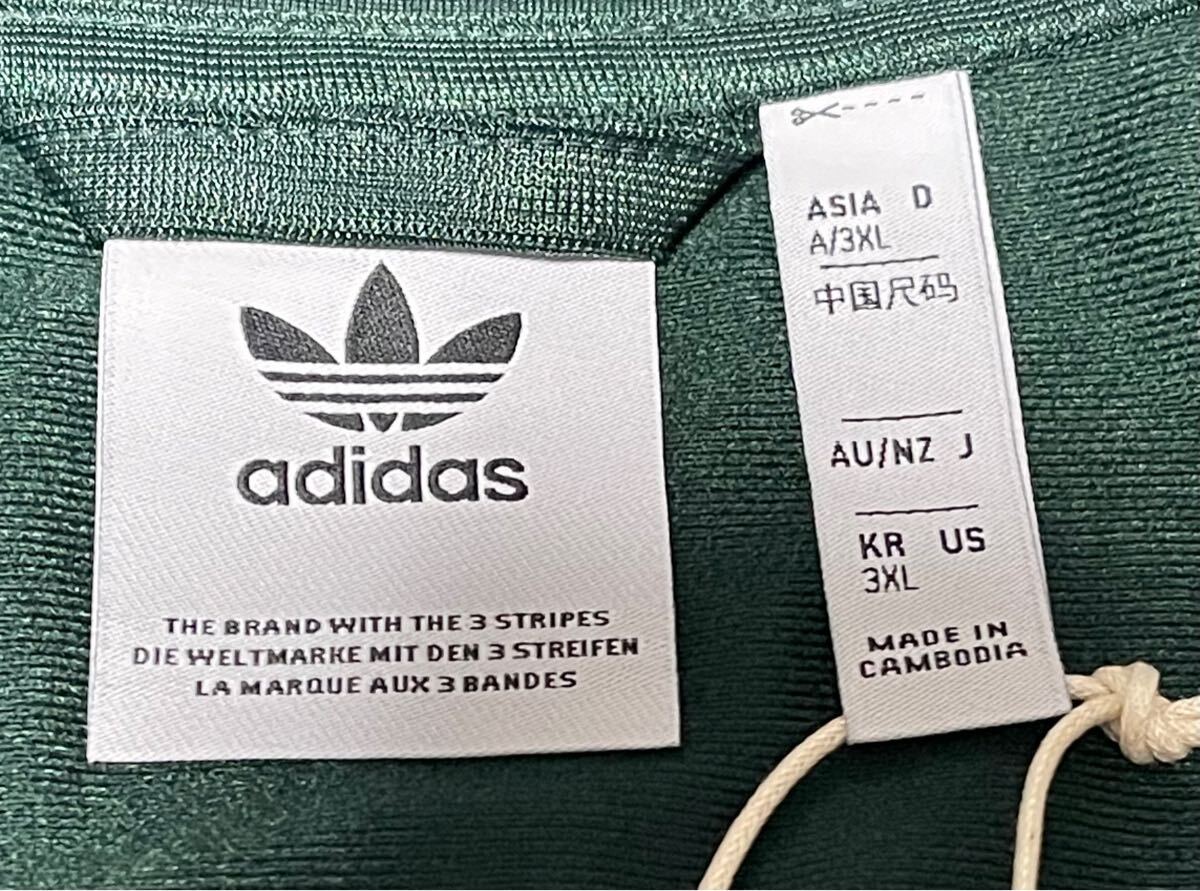 adidas
THE BRAND WITH THE 3 STRIPES
DIE WELTMARKE MIT DEN 3 STREIFEN
LA MARQUE AUX 3 BANDES
ASIA D
A/3XL
中国尺码
AU/NZ J
KR US
3XL
MADE IN
CAMBODIA